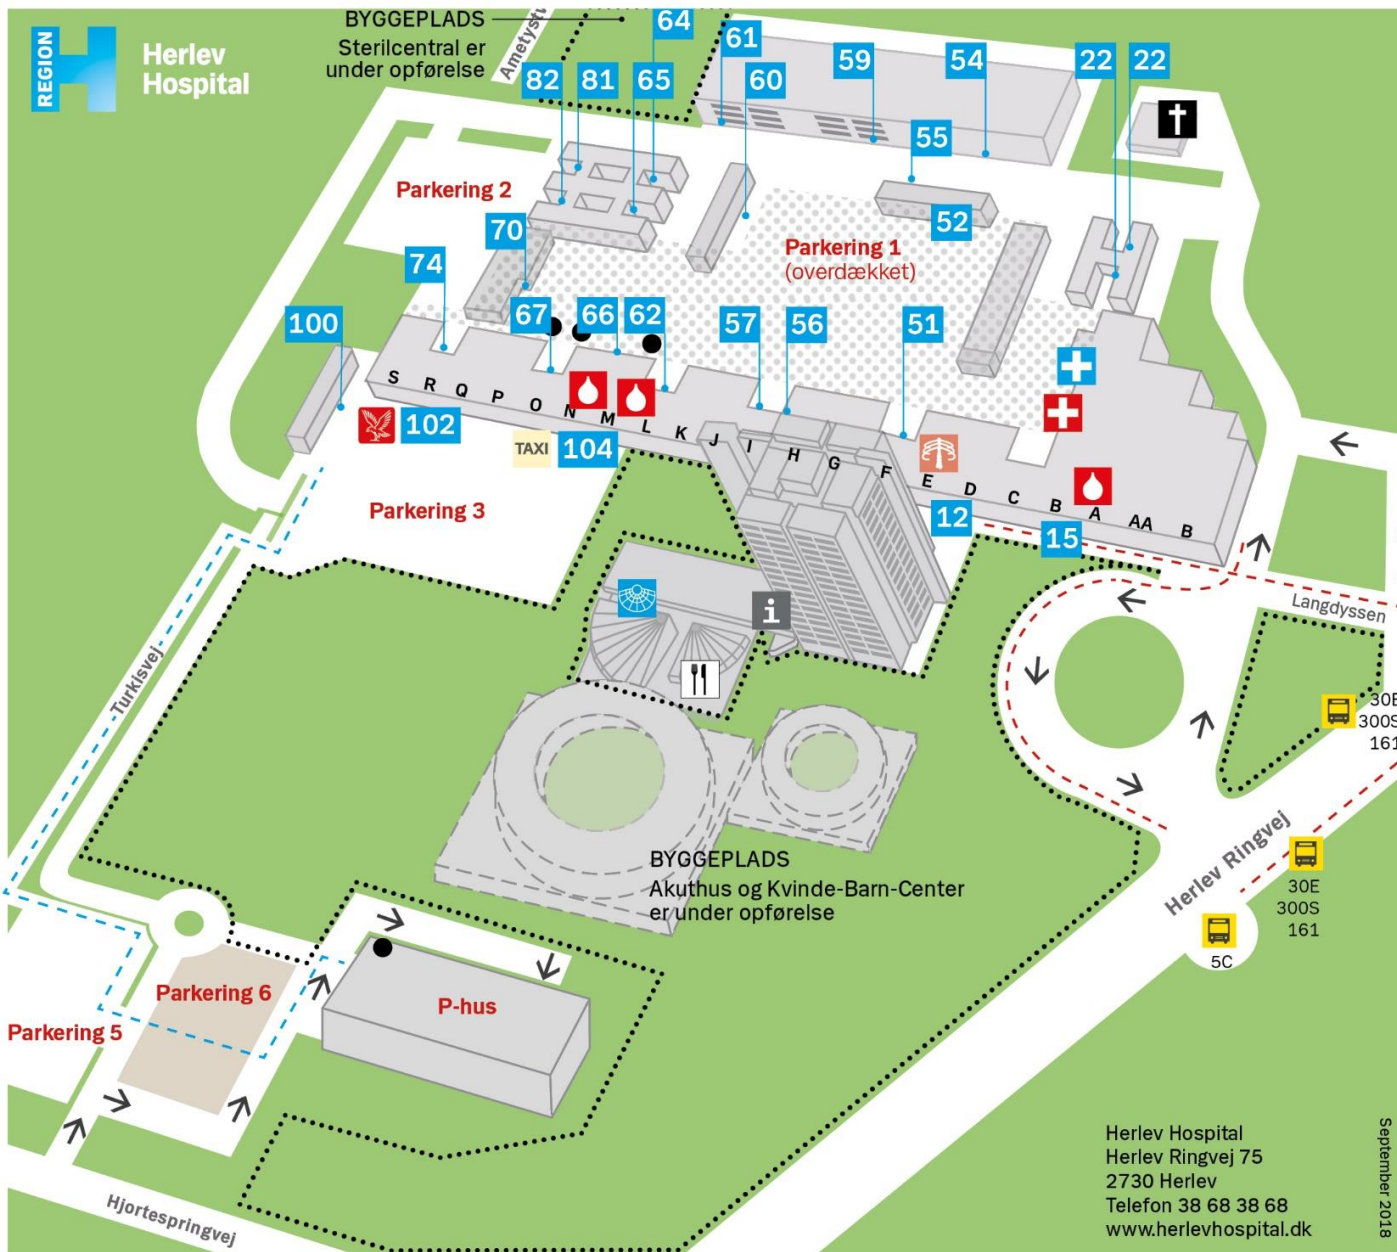 REGION
H
Herlev
Hospital
BYGGEPLADS
Sterilcentral er
under opførelse
64
61
59
54
22
22
82
81
65
60
55
Parkering 2
52
70
Parkering 1
(overdækket)
74
100
67
66
62
57
56
51
S R Q P O N M L K J I H G F E D C B A AA B
102
TAXI
104
Parkering 3
12
15
i
Langdyssen
Turkisvej
30E
300S
161
BYGGEPLADS
Akuthus og Kvinde-Barn-Center
er under opførelse
Herlev Ringvej
30E
300S
161
5C
Parkering 6
P-hus
Parkering 5
Hjortespringvej
Herlev Hospital
Herlev Ringvej 75
2730 Herlev
Telefon 38 68 38 68
www.herlevhospital.dk
September 2018